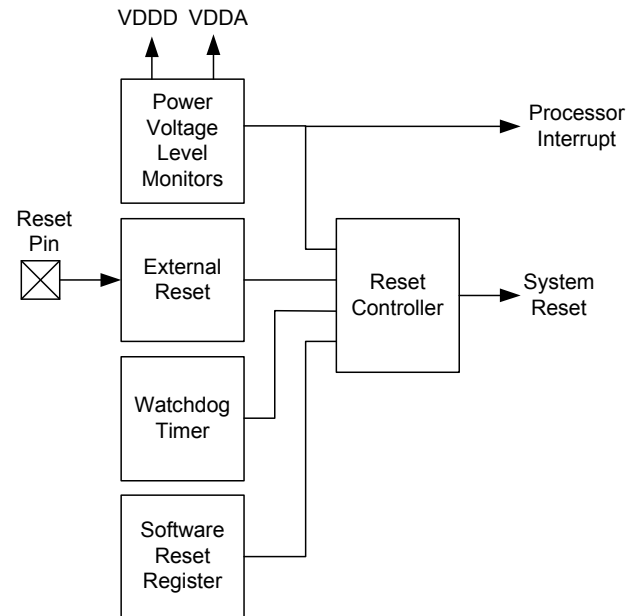 VDDD VDDA
Power
Voltage
Level
Monitors
Processor
Interrupt
Reset
Pin
External
Reset
Reset
Controller
System
Reset
Watchdog
Timer
Software
Reset
Register